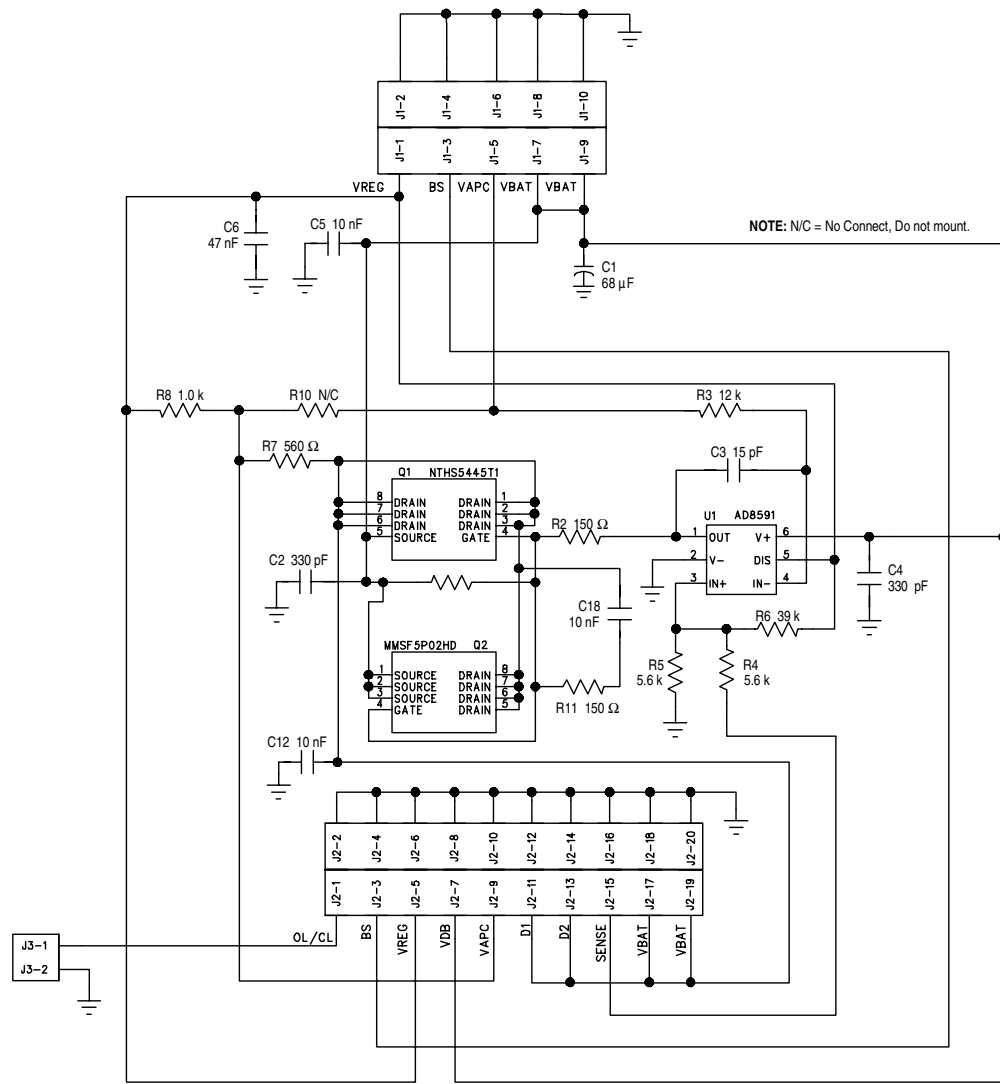 J1-2
J1-4
J1-6
J1-8
J1-10
J1-1
J1-3
J1-5
J1-7
J1-9
VREG
BS
VAPC
VBAT
VBAT
C6
47 nF
C5 10 nF
NOTE: N/C = No Connect, Do not mount.
C1
68 µF
R8 1.0 k
R10 N/C
R3 12 k
R7 560 Ω
C3 15 pF
Q1 NTHS5445T1
8 DRAIN DRAIN 1
7 DRAIN DRAIN 2
6 DRAIN DRAIN 3
5 SOURCE GATE 4
R2 150 Ω
U1 AD8591
1 OUT V+ 6
2 V- DIS 5
3 IN+ IN- 4
C2 330 pF
C4
330 pF
C18
10 nF
R6 39 k
MMSF5P02HD Q2
1 SOURCE DRAIN 8
2 SOURCE DRAIN 7
3 SOURCE DRAIN 6
4 GATE DRAIN 5
R5
5.6 k
R4
5.6 k
R11 150 Ω
C12 10 nF
J2-2
J2-4
J2-6
J2-8
J2-10
J2-12
J2-14
J2-16
J2-18
J2-20
J2-1
J2-3
J2-5
J2-7
J2-9
J2-11
J2-13
J2-15
J2-17
J2-19
OL/CL
BS
VREG
VDB
VAPC
D1
D2
SENSE
VBAT
VBAT
J3-1
J3-2